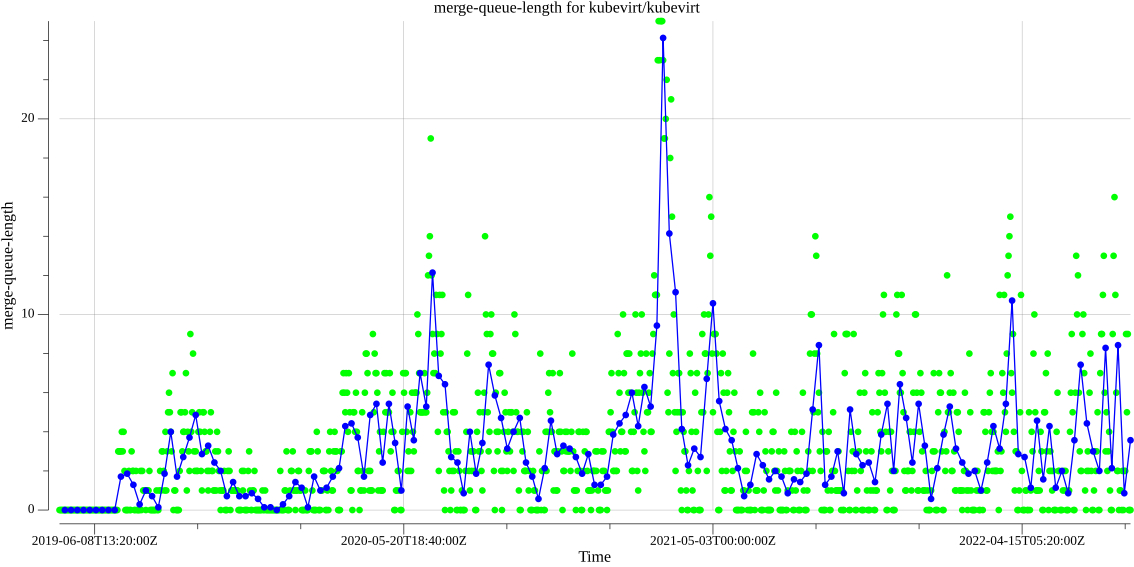 merge-queue-length for kubevirt/kubevirt
merge-queue-length
20
10
0
2019-06-08T13:20:00Z
2020-05-20T18:40:00Z
2021-05-03T00:00:00Z
2022-04-15T05:20:00Z
Time